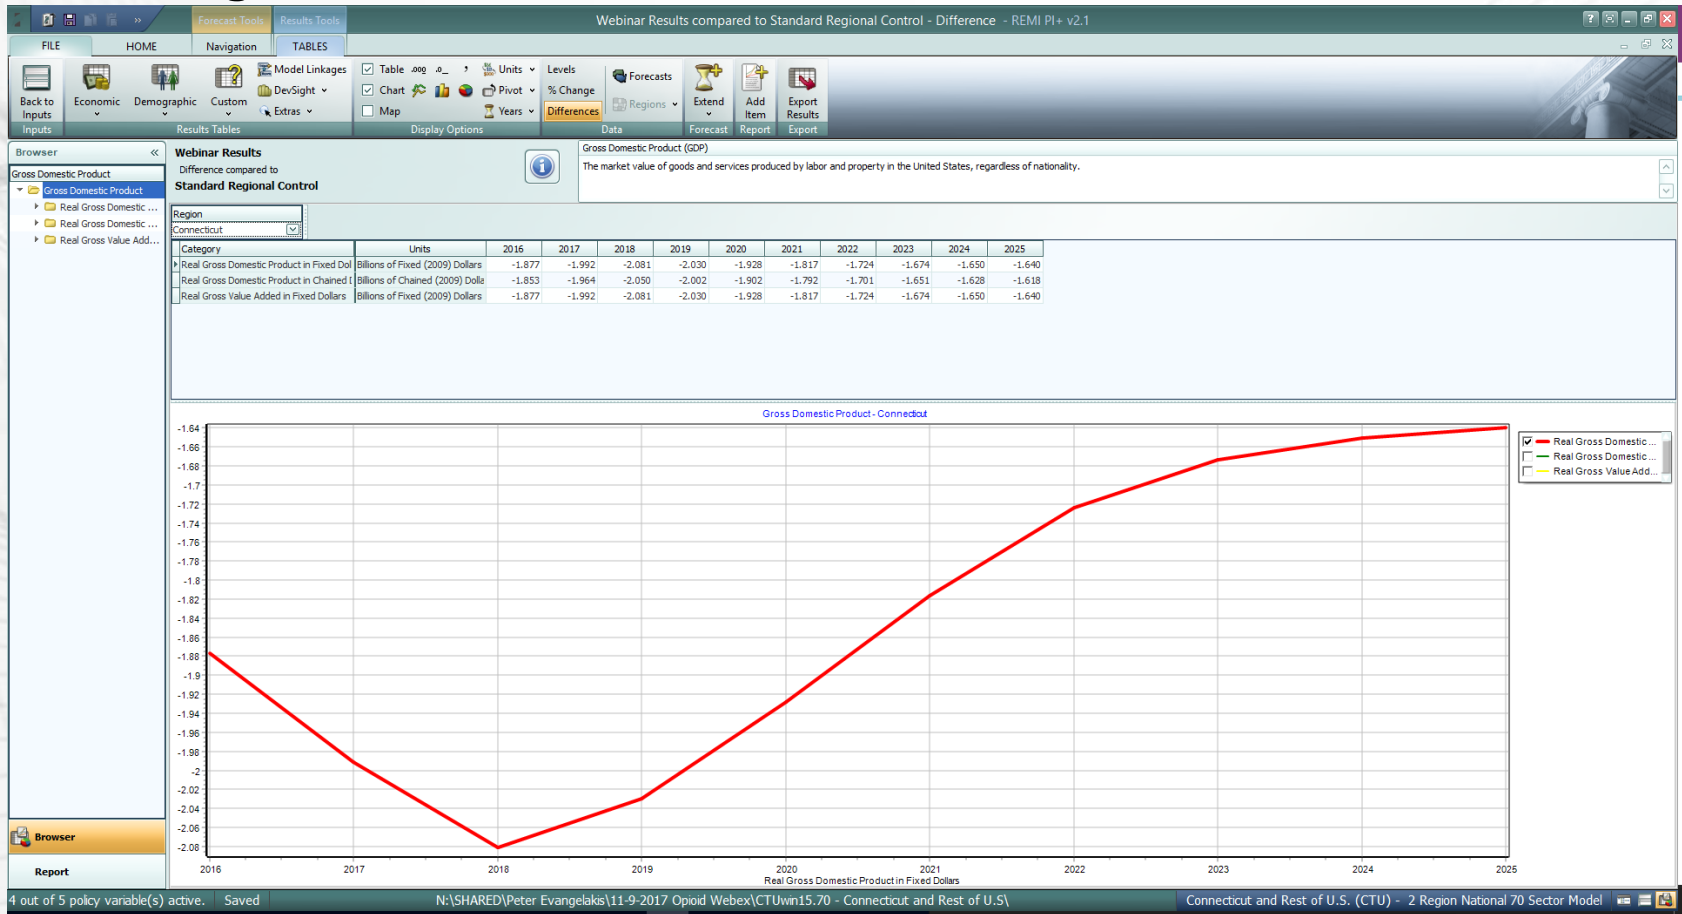 Forecast Tools Results Tools Webinar Results compared to Standard Regional Control - Difference - REMI PI+ v2.1
FILE HOME Navigation TABLES
Back to Inputs Economic Demographic Custom Model Linkages DevSight Extras Table .000 .0_ , Units Chart Pivot Map Years Levels % Change Differences Forecasts Regions Extend Add Item Export Results
Inputs Results Tables Display Options Data Forecast Report Export
Browser «
Gross Domestic Product
Gross Domestic Product
Real Gross Domestic ...
Real Gross Domestic ...
Real Gross Value Add...
Webinar Results
Difference compared to
Standard Regional Control
Gross Domestic Product (GDP)
The market value of goods and services produced by labor and property in the United States, regardless of nationality.
Region
Connecticut
Category Units 2016 2017 2018 2019 2020 2021 2022 2023 2024 2025
Real Gross Domestic Product in Fixed Dol Billions of Fixed (2009) Dollars -1.877 -1.992 -2.081 -2.030 -1.928 -1.817 -1.724 -1.674 -1.650 -1.640
Real Gross Domestic Product in Chained D Billions of Chained (2009) Dolla -1.853 -1.964 -2.050 -2.002 -1.902 -1.792 -1.701 -1.651 -1.628 -1.618
Real Gross Value Added in Fixed Dollars Billions of Fixed (2009) Dollars -1.877 -1.992 -2.081 -2.030 -1.928 -1.817 -1.724 -1.674 -1.650 -1.640
Gross Domestic Product - Connecticut
-1.64
-1.66
-1.68
-1.7
-1.72
-1.74
-1.76
-1.78
-1.8
-1.82
-1.84
-1.86
-1.88
-1.9
-1.92
-1.94
-1.96
-1.98
-2
-2.02
-2.04
-2.06
-2.08
2016 2017 2018 2019 2020 2021 2022 2023 2024 2025
Real Gross Domestic Product in Fixed Dollars
Real Gross Domestic ...
Real Gross Domestic ...
Real Gross Value Add...
Browser
Report
4 out of 5 policy variable(s) active. Saved N:\SHARED\Peter Evangelakis\11-9-2017 Opioid Webex\CTUwin15.70 - Connecticut and Rest of U.S\ Connecticut and Rest of U.S. (CTU) - 2 Region National 70 Sector Model